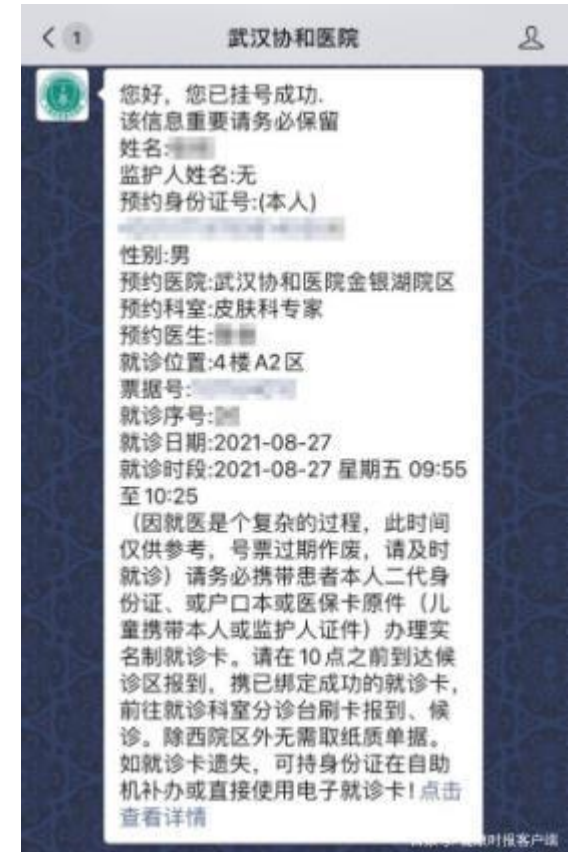 1
武汉协和医院
您好，您已挂号成功.
该信息重要请务必保留
姓名:
监护人姓名:无
预约身份证号:(本人)
性别:男
预约医院:武汉协和医院金银湖院区
预约科室:皮肤科专家
预约医生:
就诊位置:4楼A2区
票据号:
就诊序号:
就诊日期:2021-08-27
就诊时段:2021-08-27 星期五 09:55
至10:25
（因就医是个复杂的过程，此时间
仅供参考，号票过期作废，请及时
就诊）请务必携带患者本人二代身
份证、或户口本或医保卡原件（儿
童携带本人或监护人证件）办理实
名制就诊卡。请在10点之前到达候
诊区报到，携已绑定成功的就诊卡，
前往就诊科室分诊台刷卡报到、候
诊。除西院区外无需取纸质单据。
如就诊卡遗失，可持身份证在自助
机补办或直接使用电子就诊卡!点击
查看详情
时报客户端